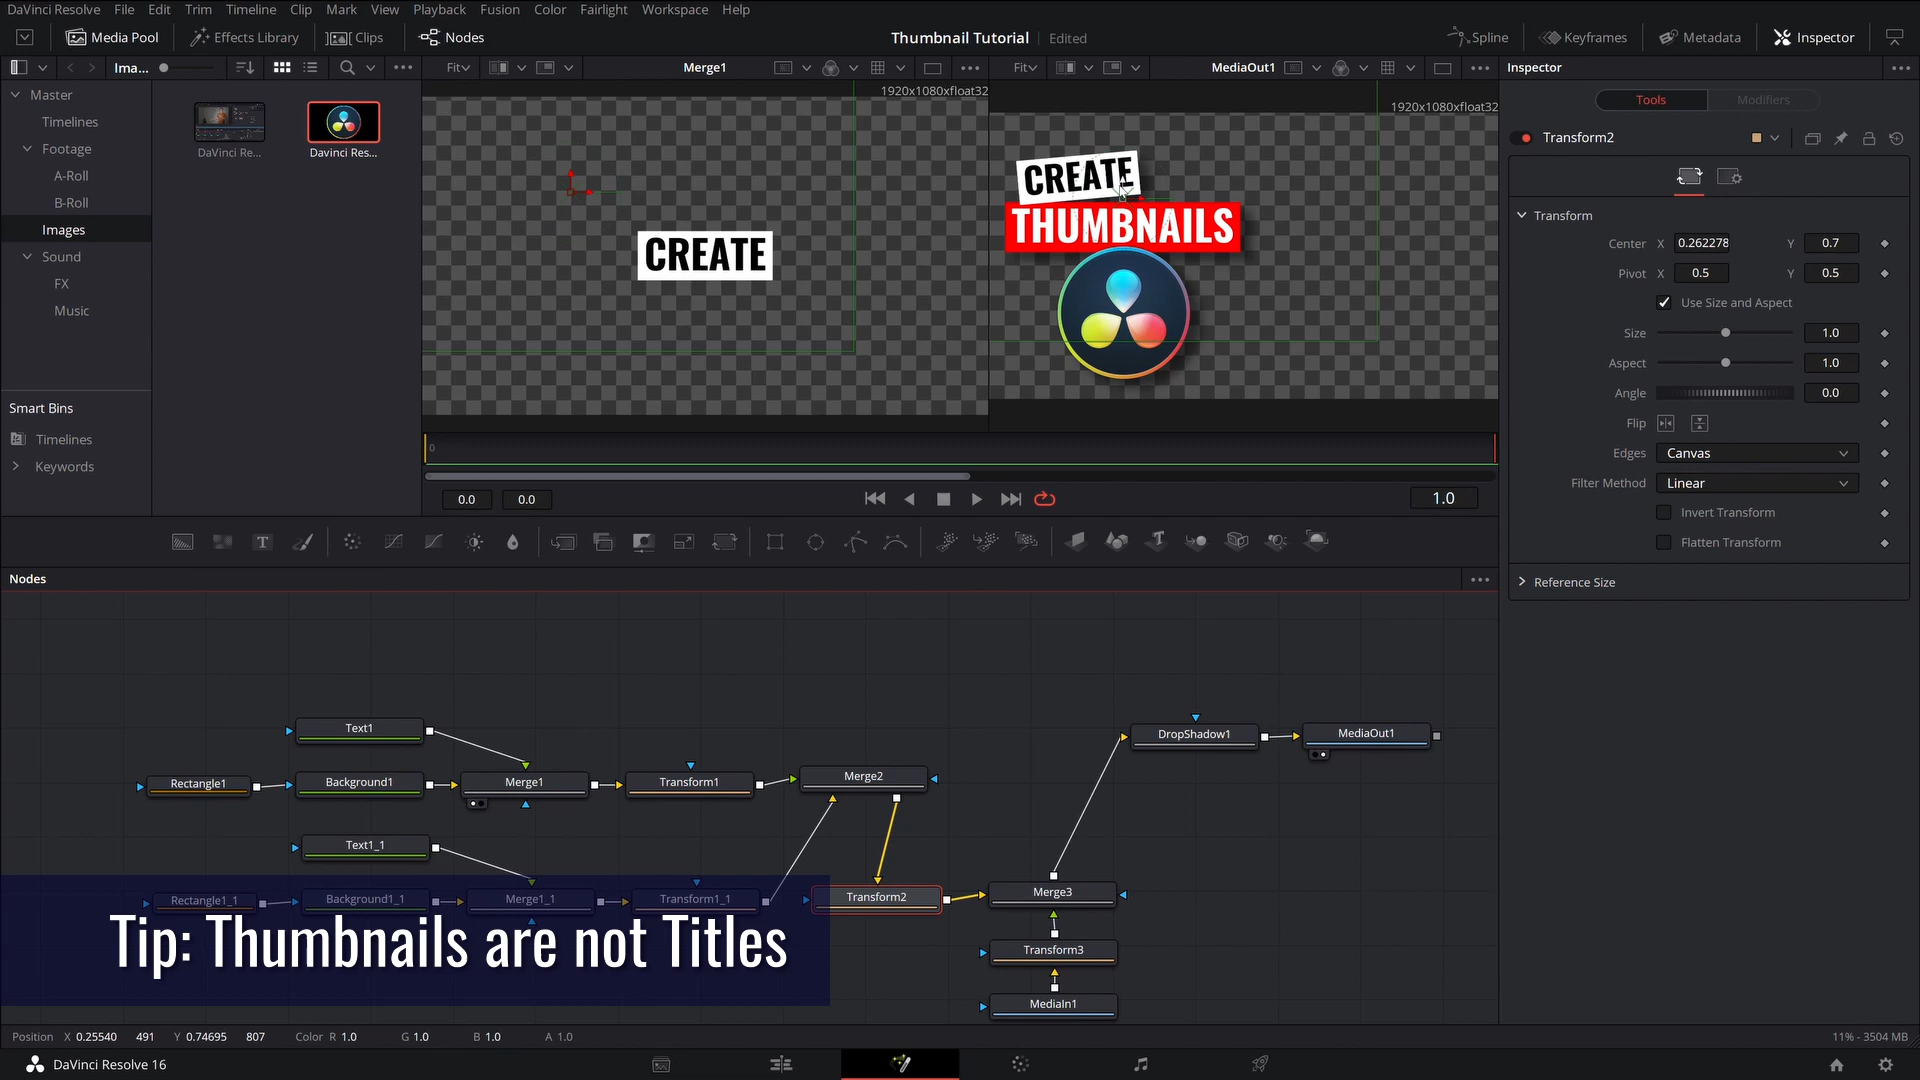 DaVinci Resolve File Edit Trim Timeline Clip Mark View Playback Fusion Color Fairlight Workspace Help
Media Pool Effects Library Clips Nodes Thumbnail Tutorial Edited Spline Keyframes Metadata Inspector
Ima... Fit Merge1 Fit MediaOut1 Inspector
1920x1080xfloat32
1920x1080xfloat32
Master
Timelines
Footage
A-Roll
B-Roll
Images
Sound
FX
Music
Smart Bins
Timelines
Keywords
DaVinci Re...
Davinci Res...
CREATE
CREATE
THUMBNAILS
0
0.0 0.0 1.0
Tools Modifiers
Transform2
Transform
Center X 0.262278 Y 0.7
Pivot X 0.5 Y 0.5
Use Size and Aspect
Size 1.0
Aspect 1.0
Angle 0.0
Flip
Edges Canvas
Filter Method Linear
Invert Transform
Flatten Transform
Reference Size
Nodes
Text1
Rectangle1 Background1 Merge1 Transform1 Merge2
DropShadow1 MediaOut1
Text1_1
Rectangle1_1 Background1_1 Merge1_1 Transform1_1 Transform2 Merge3
Transform3
MediaIn1
Tip: Thumbnails are not Titles
Position X 0.25540 491 Y 0.74695 807 Color R 1.0 G 1.0 B 1.0 A 1.0
11% - 3504 MB
DaVinci Resolve 16